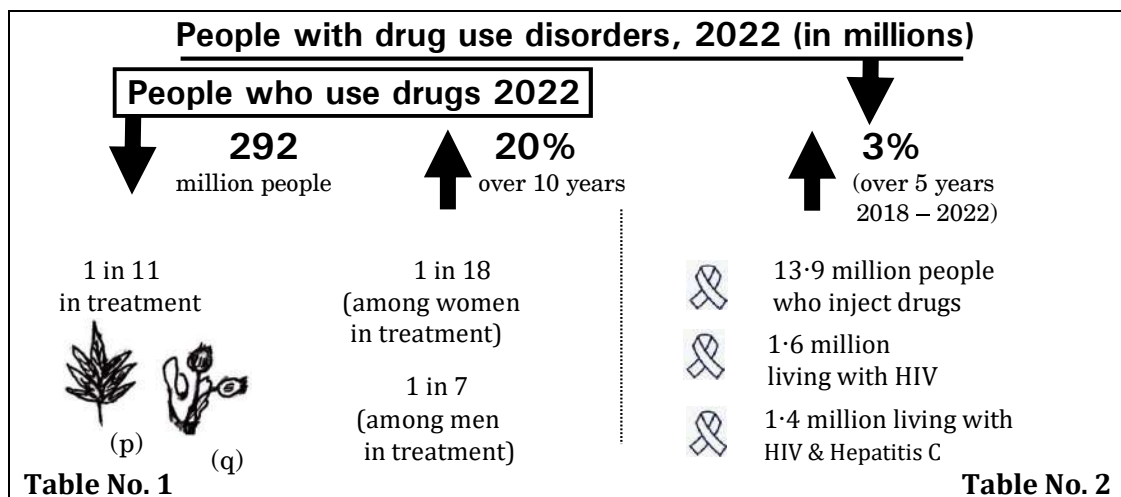 People with drug use disorders, 2022 (in millions)
People who use drugs 2022
292
million people
20%
over 10 years
3%
(over 5 years
2018 – 2022)
1 in 11
in treatment
(p)
(q)
1 in 18
(among women
in treatment)
1 in 7
(among men
in treatment)
13·9 million people
who inject drugs
1·6 million
living with HIV
1·4 million living with
HIV & Hepatitis C
Table No. 1
Table No. 2